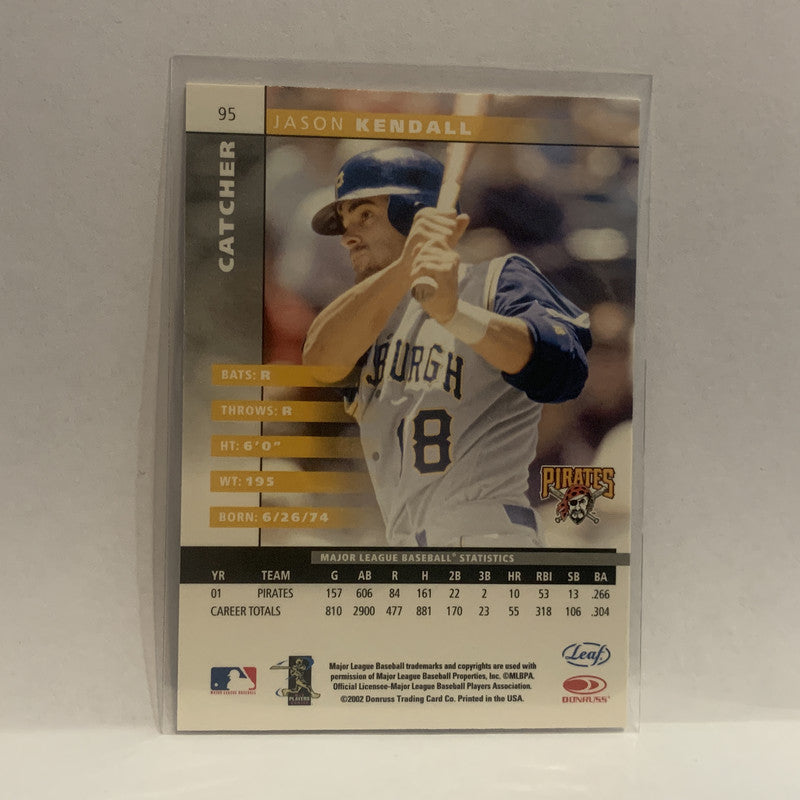 95
JASON KENDALL
CATCHER
BURGH
18
BATS: R
THROWS: R
HT: 6'0"
WT: 195
BORN: 6/26/74
PIRATES
MAJOR LEAGUE BASEBALL® STATISTICS
YR TEAM G AB R H 2B 3B HR RBI SB BA
01 PIRATES 157 606 84 161 22 2 10 53 13 .266
CAREER TOTALS 810 2900 477 881 170 23 55 318 106 .304
Leaf
Major League Baseball trademarks and copyrights are used with
permission of Major League Baseball Properties, Inc. ©MLBPA.
Official Licensee-Major League Baseball Players Association.
©2002 Donruss Trading Card Co. Printed in the USA.
MAJOR LEAGUE BASEBALL
PLAYERS
DONRUSS